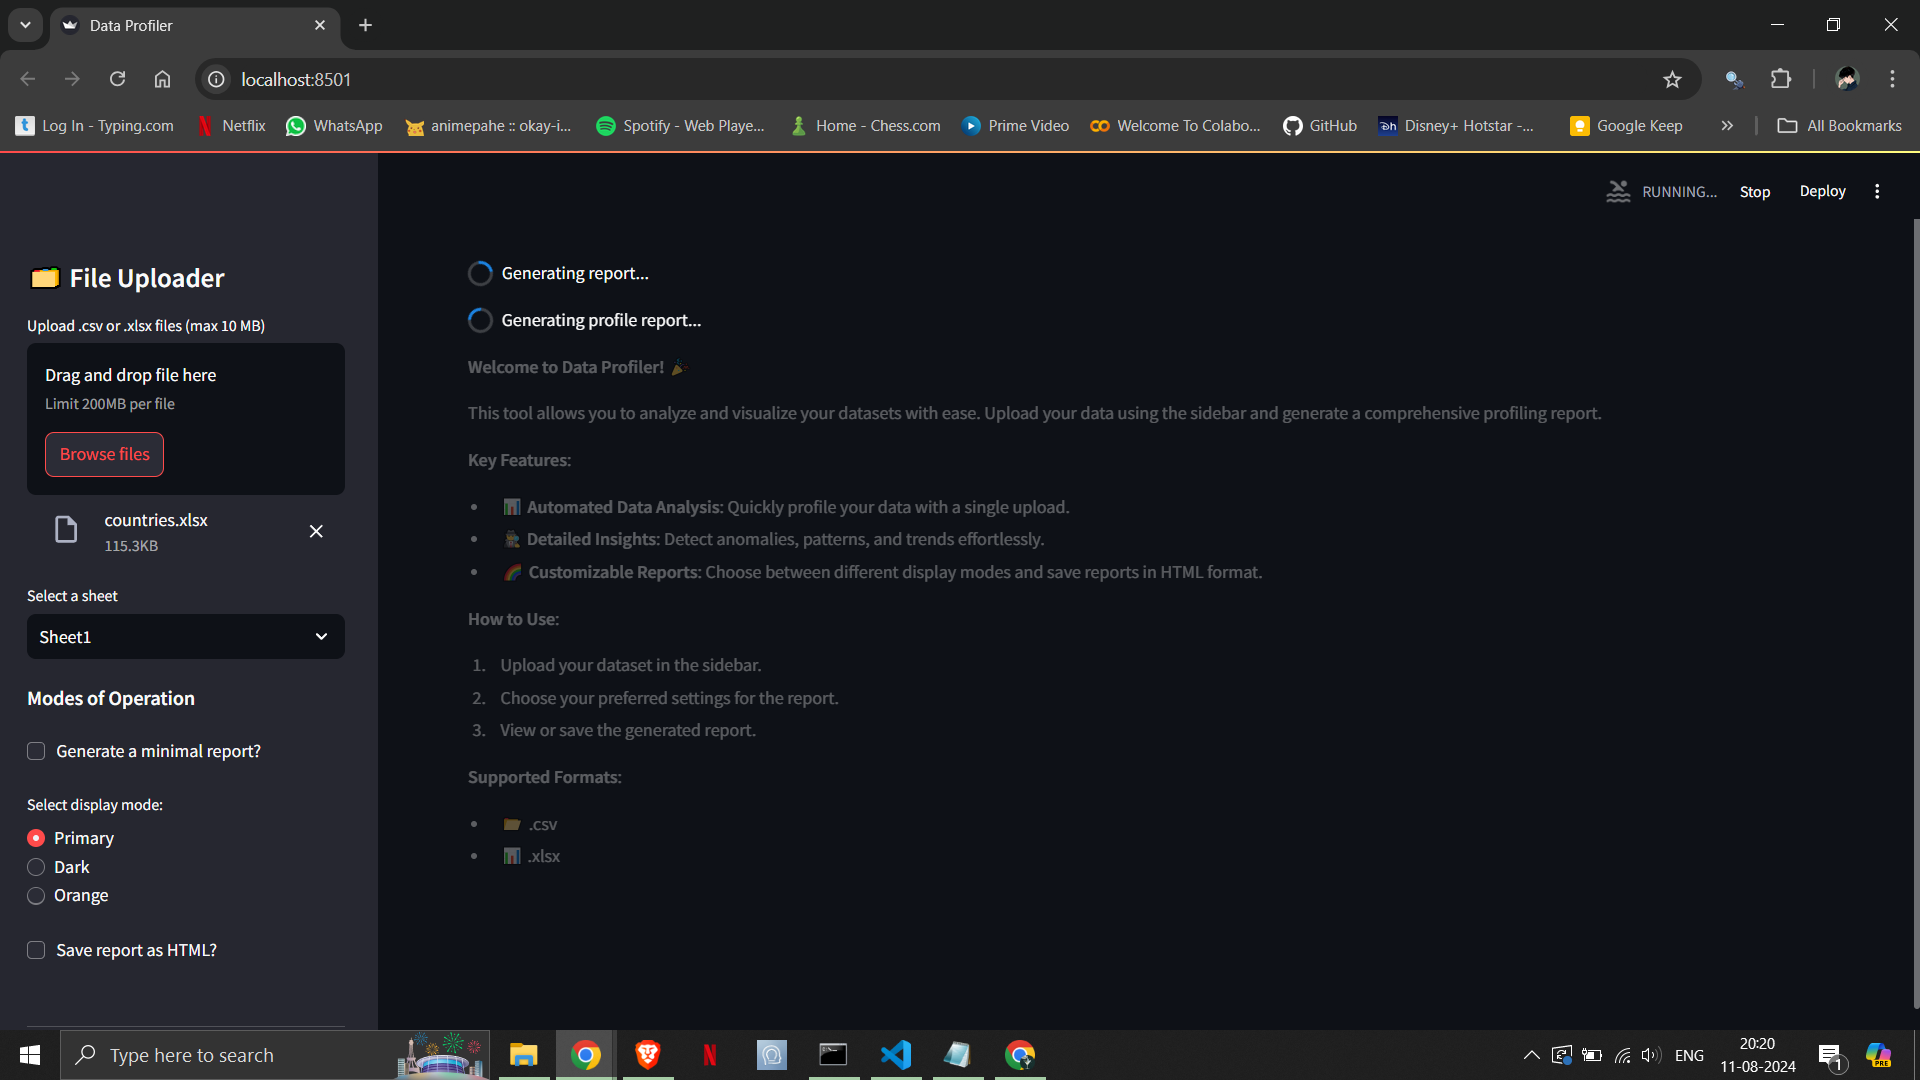 Data Profiler
localhost:8501
Log In - Typing.com
Netflix
WhatsApp
animepahe :: okay-i...
Spotify - Web Playe...
Home - Chess.com
Prime Video
Welcome To Colabo...
GitHub
Disney+ Hotstar -...
Google Keep
All Bookmarks
RUNNING...
Stop
Deploy
File Uploader
Upload .csv or .xlsx files (max 10 MB)
Drag and drop file here
Limit 200MB per file
Browse files
countries.xlsx
115.3KB
Select a sheet
Sheet1
Modes of Operation
Generate a minimal report?
Select display mode:
Primary
Dark
Orange
Save report as HTML?
Generating report...
Generating profile report...
Welcome to Data Profiler! 🎉
This tool allows you to analyze and visualize your datasets with ease. Upload your data using the sidebar and generate a comprehensive profiling report.
Key Features:
• 📊 Automated Data Analysis: Quickly profile your data with a single upload.
• 🕵️ Detailed Insights: Detect anomalies, patterns, and trends effortlessly.
• 🌈 Customizable Reports: Choose between different display modes and save reports in HTML format.
How to Use:
1. Upload your dataset in the sidebar.
2. Choose your preferred settings for the report.
3. View or save the generated report.
Supported Formats:
• 📂 .csv
• 📊 .xlsx
Type here to search
ENG
20:20
11-08-2024
1
PRE